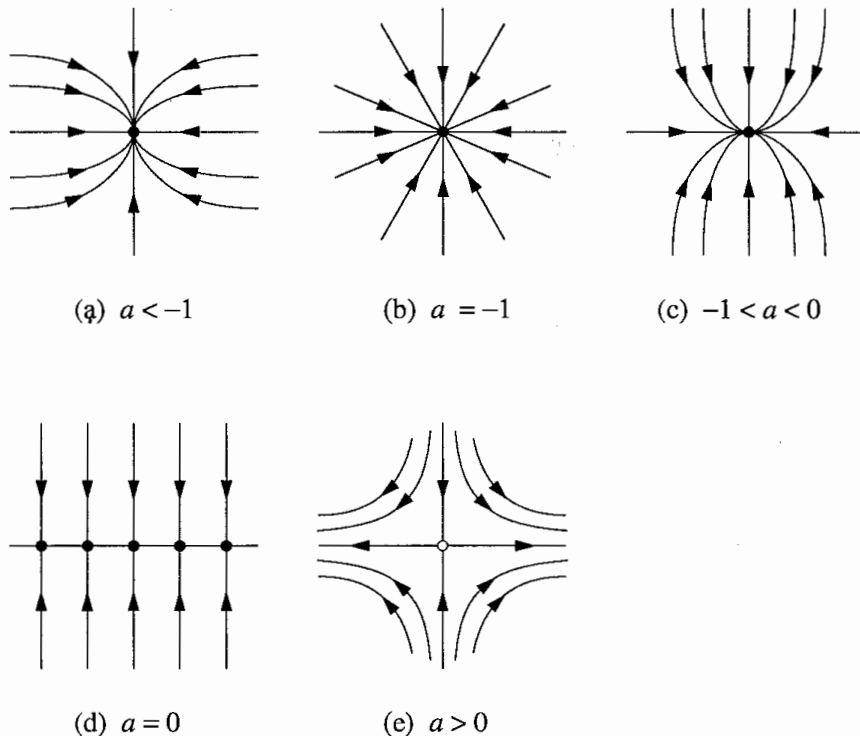 (a) a < −1
(b) a = −1
(c) −1 < a < 0
(d) a = 0
(e) a > 0